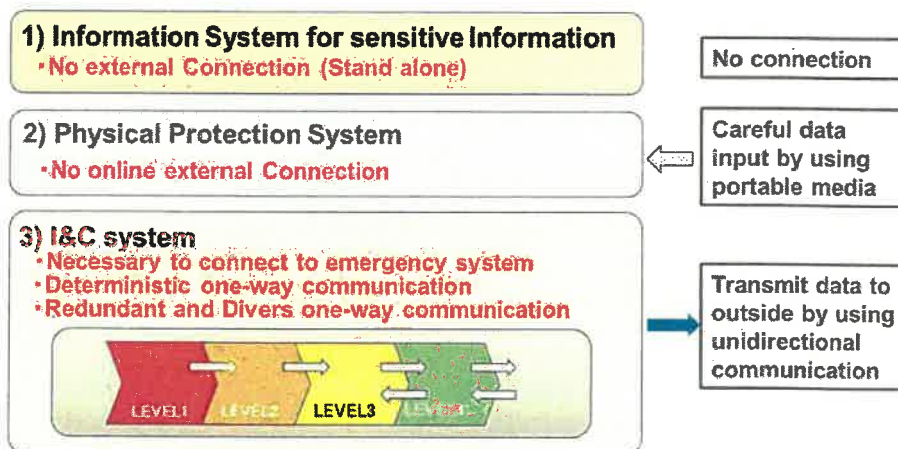 1) Information System for sensitive Information
・No external Connection (Stand alone)
No connection
2) Physical Protection System
・No online external Connection
Careful data
input by using
portable media
3) I&C system
・Necessary to connect to emergency system
・Deterministic one-way communication
・Redundant and Divers one-way communication
Transmit data to
outside by using
unidirectional
communication
LEVEL1
LEVEL2
LEVEL3